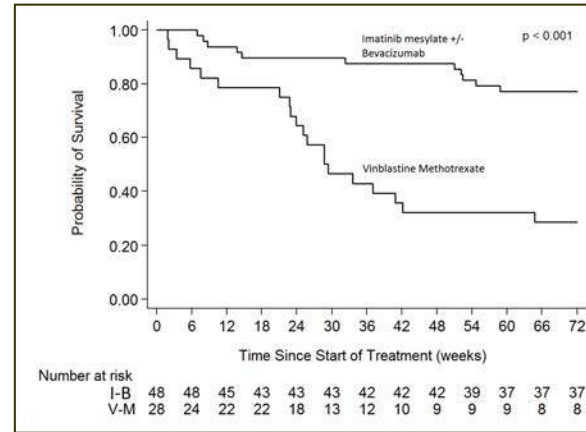 1.00
0.80
0.60
0.40
0.20
0.00
Probability of Survival
Imatinib mesylate +/-
Bevacizumab
p < 0.001
Vinblastine Methotrexate
0 6 12 18 24 30 36 42 48 54 60 66 72
Time Since Start of Treatment (weeks)
Number at risk
I-B 48 48 45 43 43 43 42 42 42 39 37 37 37
V-M 28 24 22 22 18 13 12 10 9 9 9 8 8